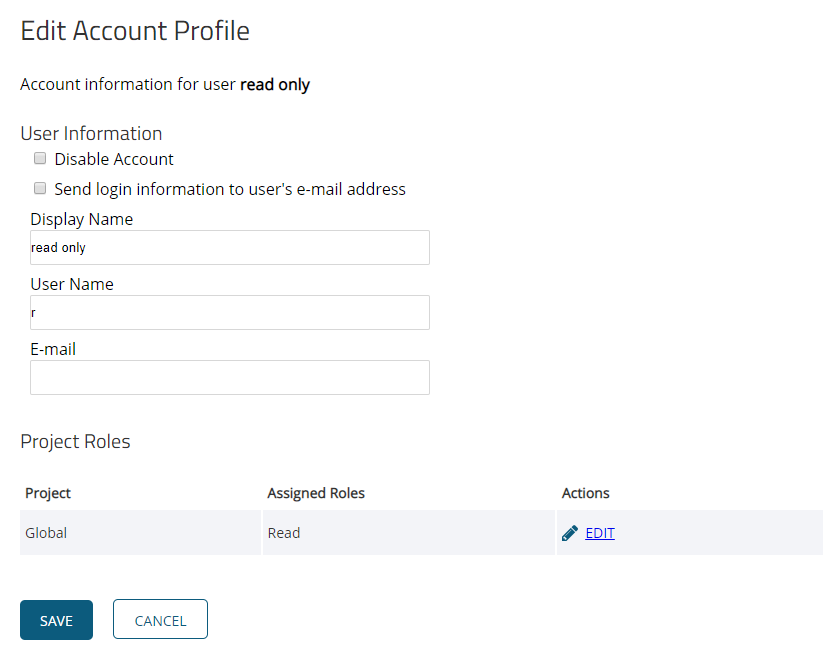 Edit Account Profile
Account information for user read only
User Information
Disable Account
Send login information to user's e-mail address
Display Name
read only
User Name
r
E-mail
Project Roles
Project Assigned Roles Actions
Global Read EDIT
SAVE CANCEL